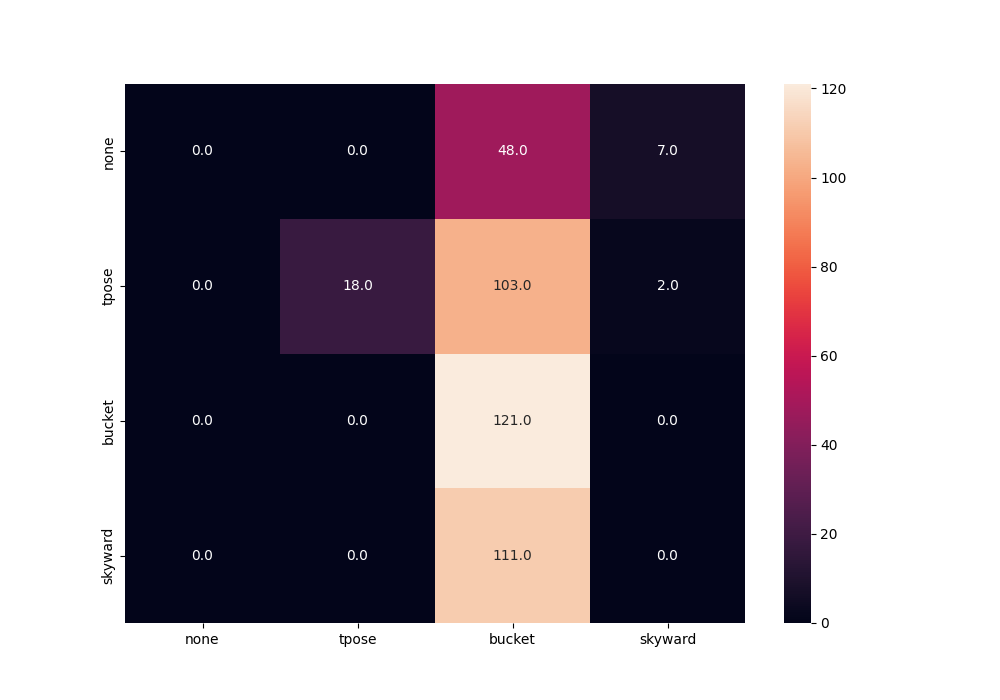 120
none 0.0 0.0 48.0 7.0
100
tpose 0.0 18.0 103.0 2.0
80
60
bucket 0.0 0.0 121.0 0.0
40
20
skyward 0.0 0.0 111.0 0.0
0
none tpose bucket skyward